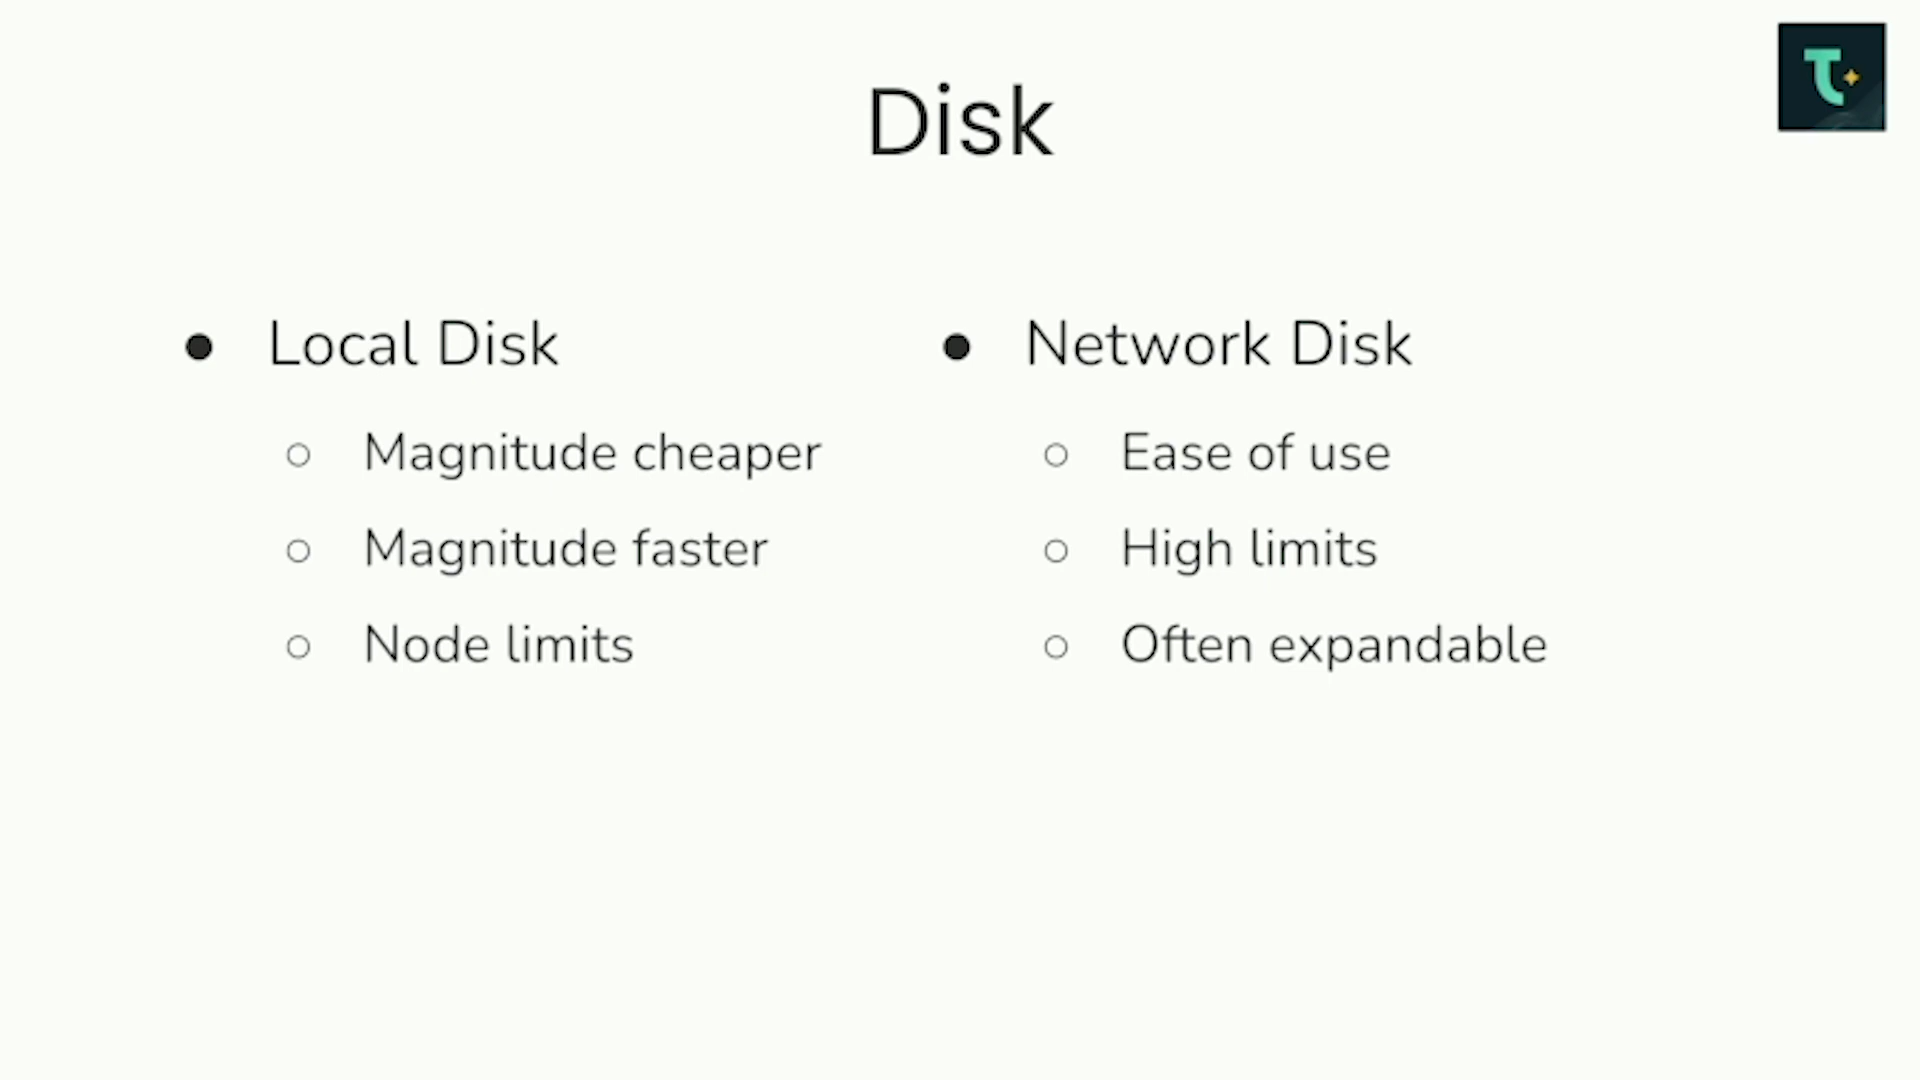 Disk
● Local Disk
○ Magnitude cheaper
○ Magnitude faster
○ Node limits
● Network Disk
○ Ease of use
○ High limits
○ Often expandable